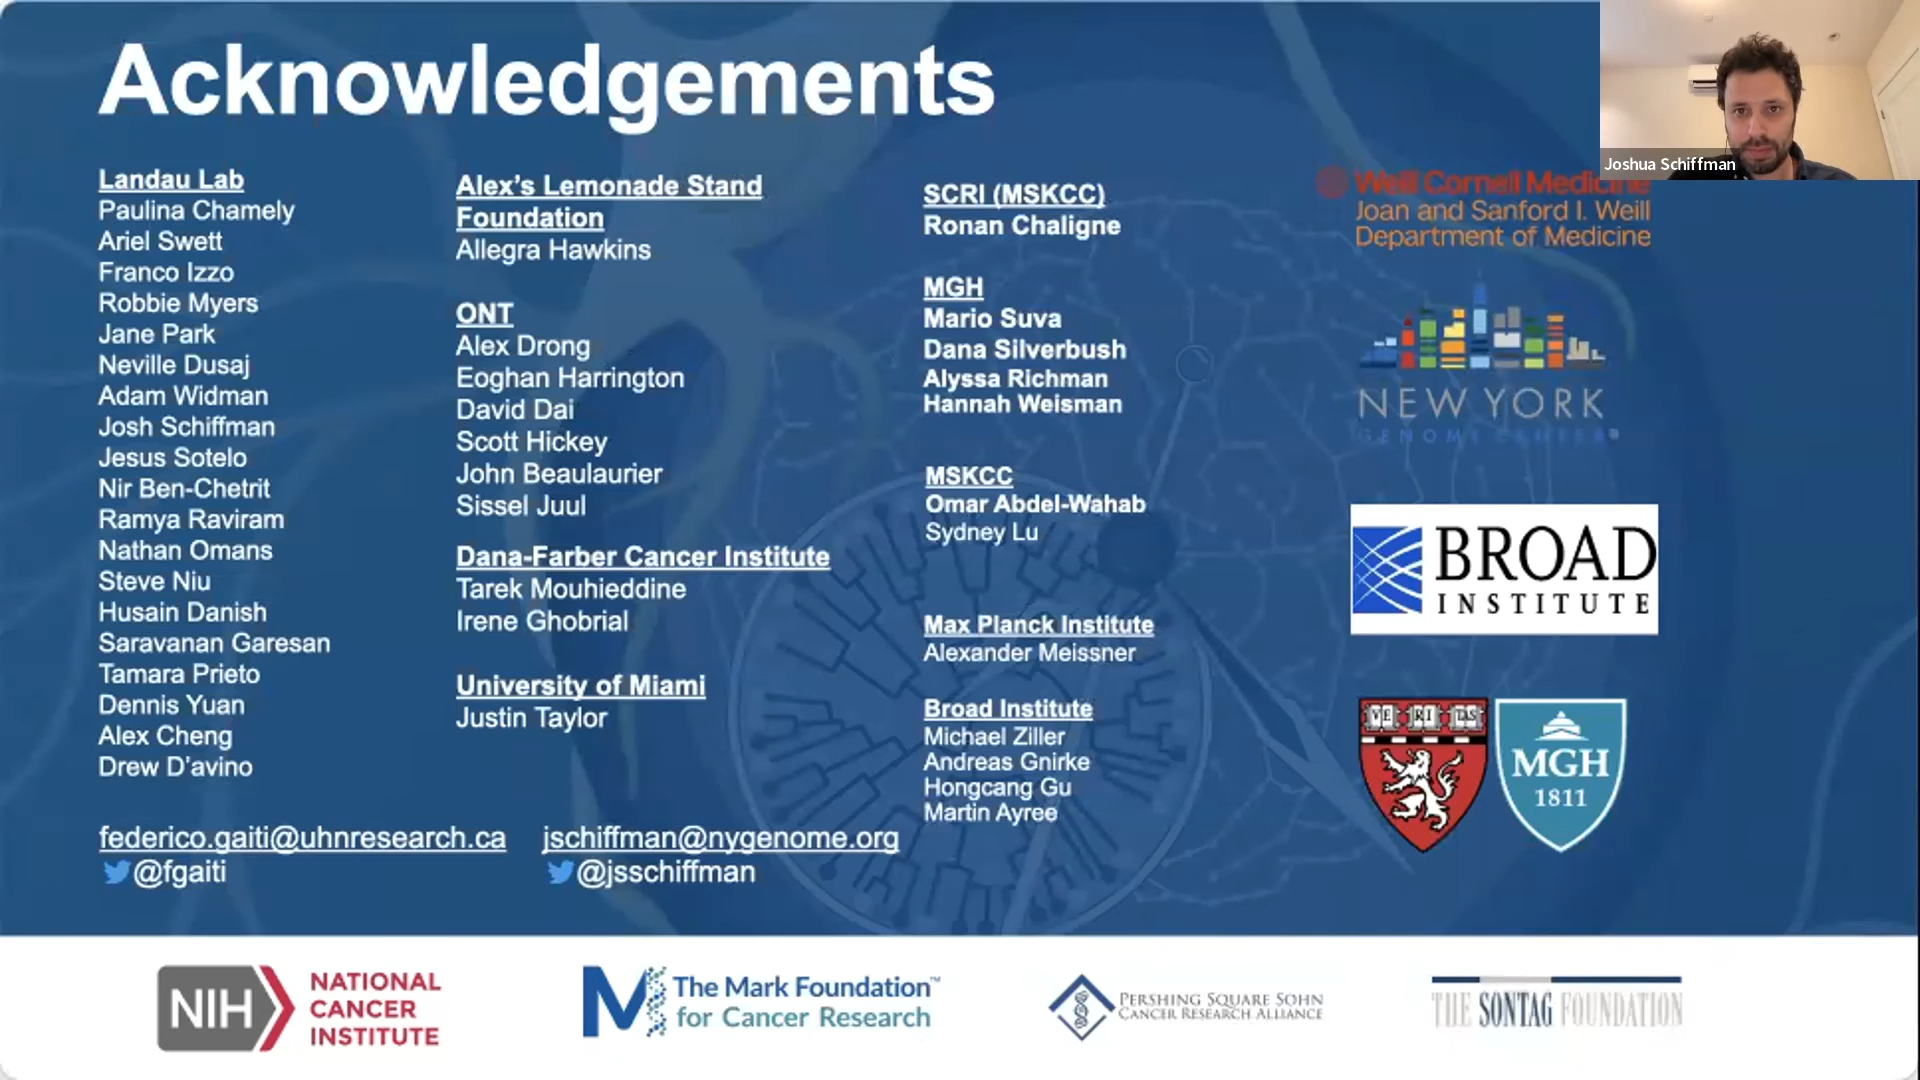 Acknowledgements
Joshua Schiffman
Landau Lab
Paulina Chamely
Ariel Swett
Franco Izzo
Robbie Myers
Jane Park
Neville Dusaj
Adam Widman
Josh Schiffman
Jesus Sotelo
Nir Ben-Chetrit
Ramya Raviram
Nathan Omans
Steve Niu
Husain Danish
Saravanan Garesan
Tamara Prieto
Dennis Yuan
Alex Cheng
Drew D'avino
federico.gaiti@uhnresearch.ca
@fgaiti
Alex's Lemonade Stand
Foundation
Allegra Hawkins
ONT
Alex Drong
Eoghan Harrington
David Dai
Scott Hickey
John Beaulaurier
Sissel Juul
Dana-Farber Cancer Institute
Tarek Mouhieddine
Irene Ghobrial
University of Miami
Justin Taylor
jschiffman@nygenome.org
@jsschiffman
SCRI (MSKCC)
Ronan Chaligne
MGH
Mario Suva
Dana Silverbush
Alyssa Richman
Hannah Weisman
MSKCC
Omar Abdel-Wahab
Sydney Lu
Max Planck Institute
Alexander Meissner
Broad Institute
Michael Ziller
Andreas Gnirke
Hongcang Gu
Martin Ayree
Weill Cornell Medicine
Joan and Sanford I. Weill
Department of Medicine
NEW YORK
GENOME CENTER
BROAD
INSTITUTE
VE RI TAS
MGH
1811
NIH
NATIONAL
CANCER
INSTITUTE
The Mark Foundation™
for Cancer Research
PERSHING SQUARE SOHN
CANCER RESEARCH ALLIANCE
THE SONTAG FOUNDATION